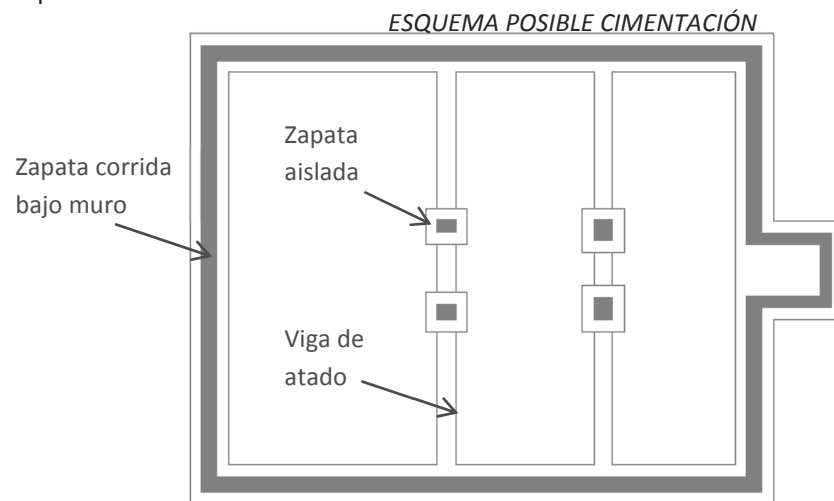 ESQUEMA POSIBLE CIMENTACIÓN
Zapata
aislada
Zapata corrida
bajo muro
Viga de
atado